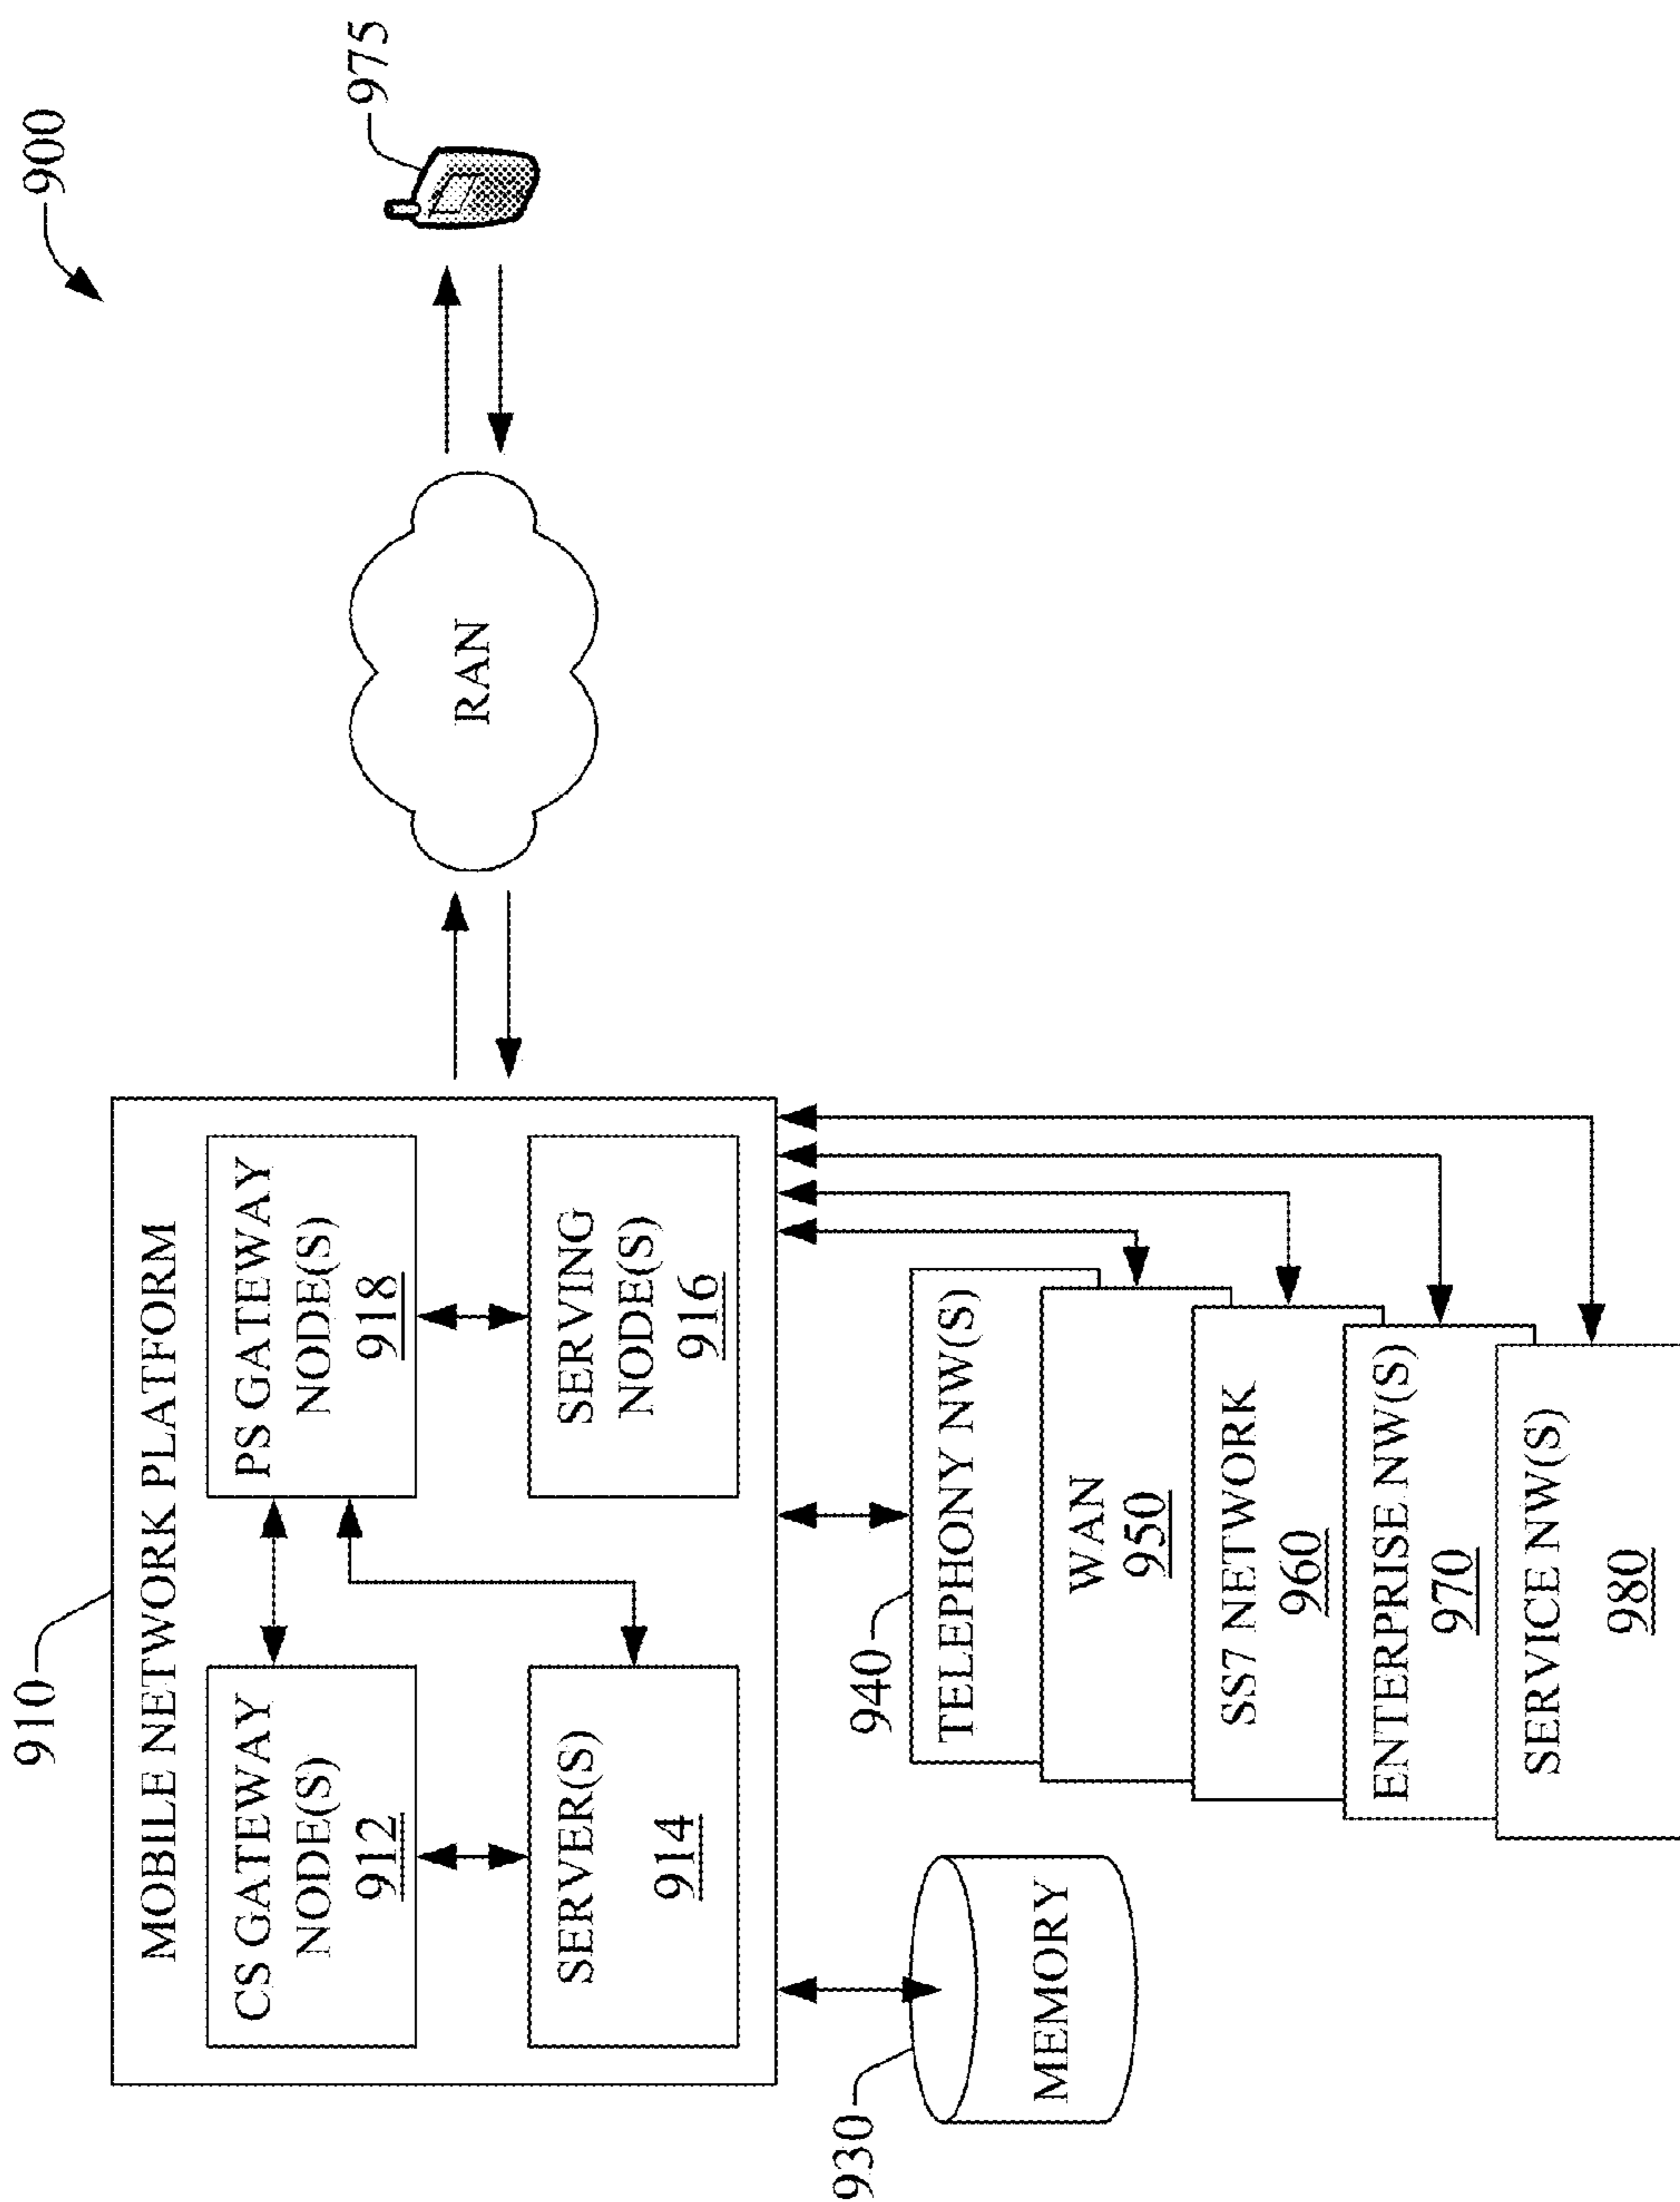 900
910
MOBILE NETWORK PLATFORM
CS GATEWAY
NODE(S)
912
PS GATEWAY
NODE(S)
918
SERVER(S)
914
SERVING
NODE(S)
916
RAN
975
930
MEMORY
940
TELEPHONY NW(S)
WAN
950
SS7 NETWORK
960
ENTERPRISE NW(S)
970
SERVICE NW(S)
980